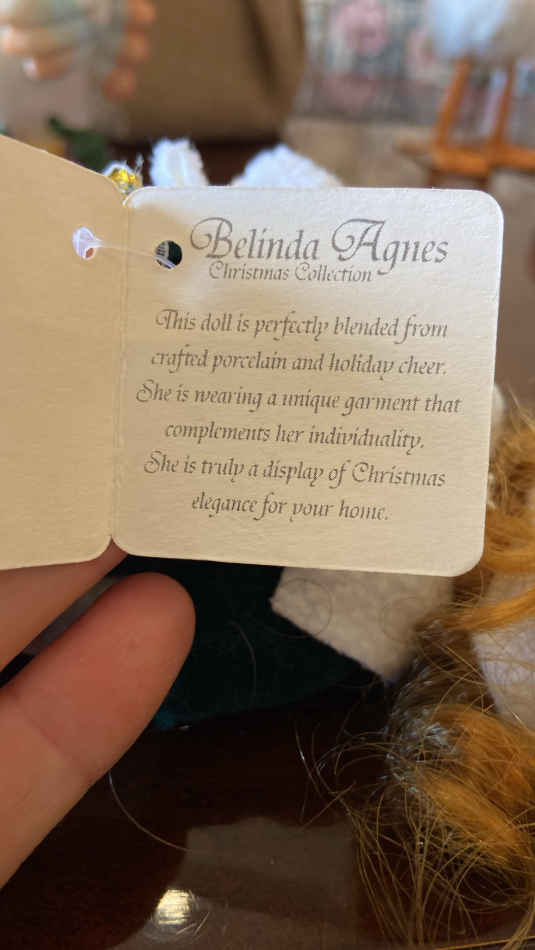 Belinda Agnes
Christmas Collection
This doll is perfectly blended from
crafted porcelain and holiday cheer.
She is wearing a unique garment that
complements her individuality.
She is truly a display of Christmas
elegance for your home.